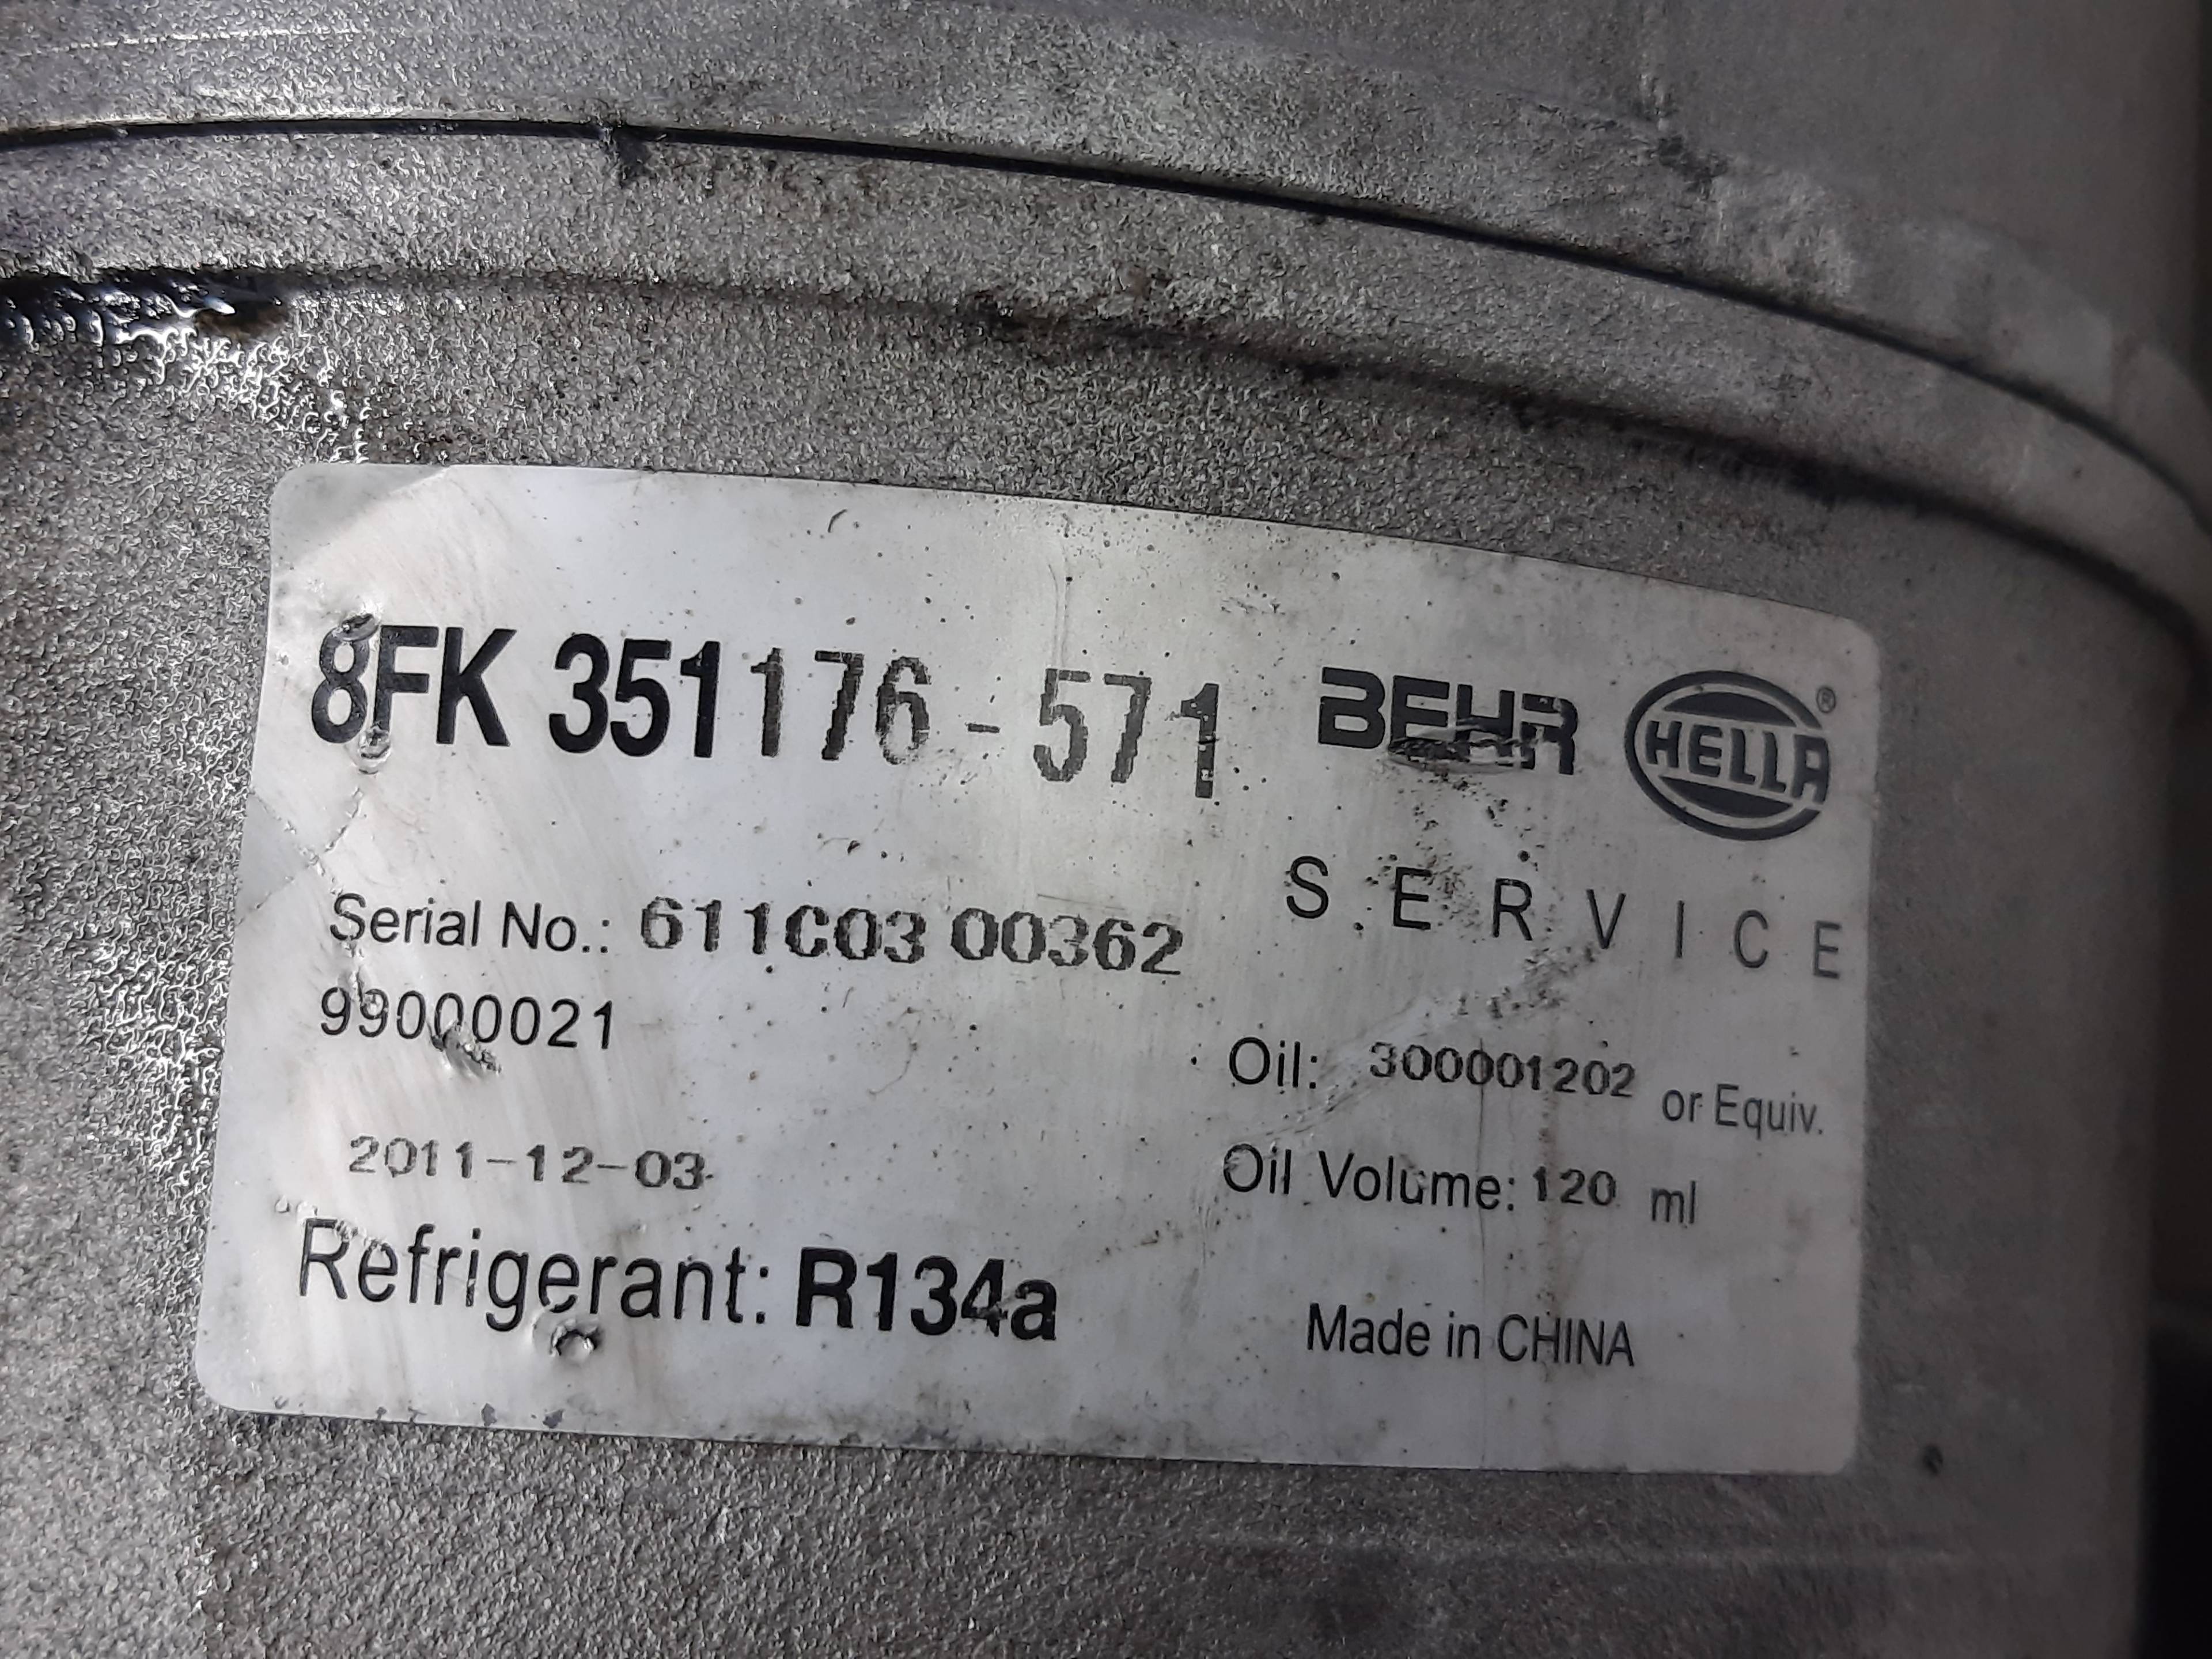 8FK 351176-571
BEHR HELLA®
SERVICE
Serial No.: 611C03 00362
99000021
Oil: 300001202 or Equiv.
2011-12-03
Oil Volume: 120 ml
Refrigerant: R134a
Made in CHINA